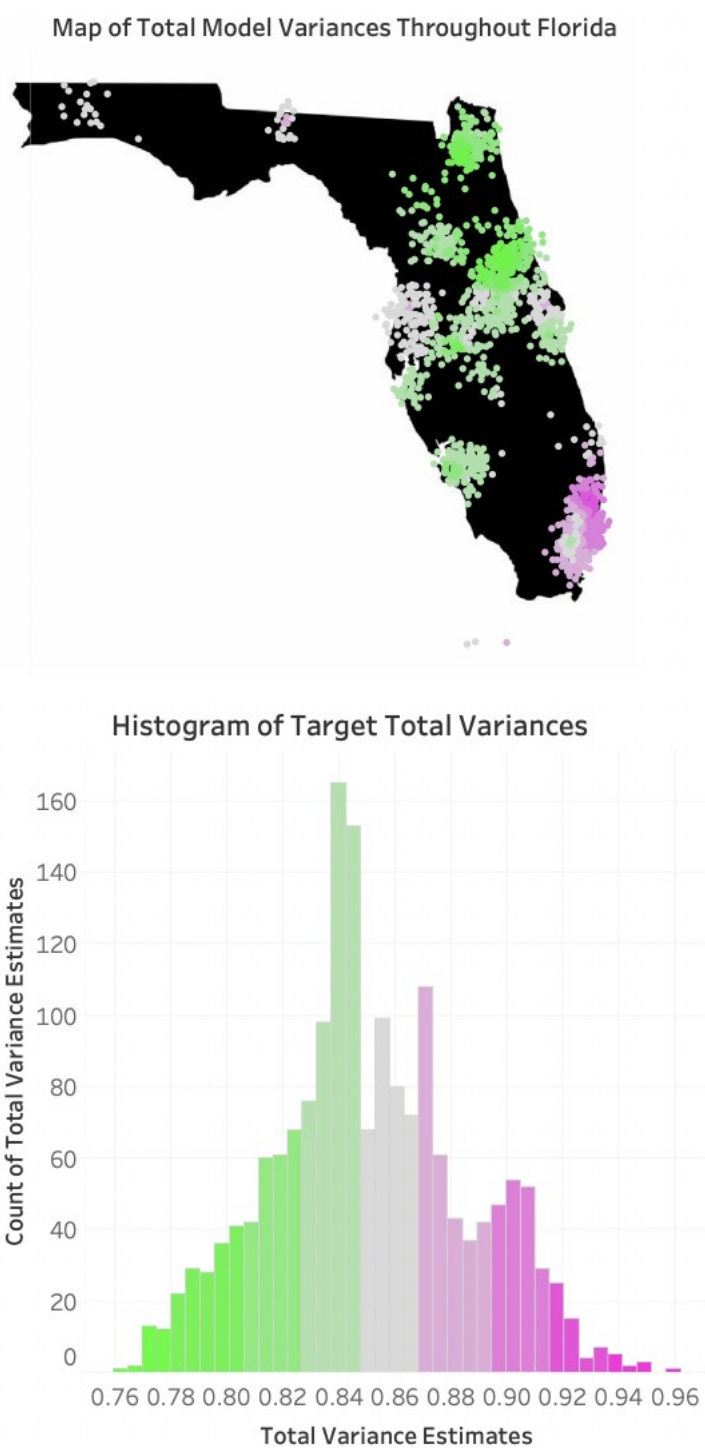 Map of Total Model Variances Throughout Florida
Histogram of Target Total Variances
Count of Total Variance Estimates
160
140
120
100
80
60
40
20
0
0.76 0.78 0.80 0.82 0.84 0.86 0.88 0.90 0.92 0.94 0.96
Total Variance Estimates